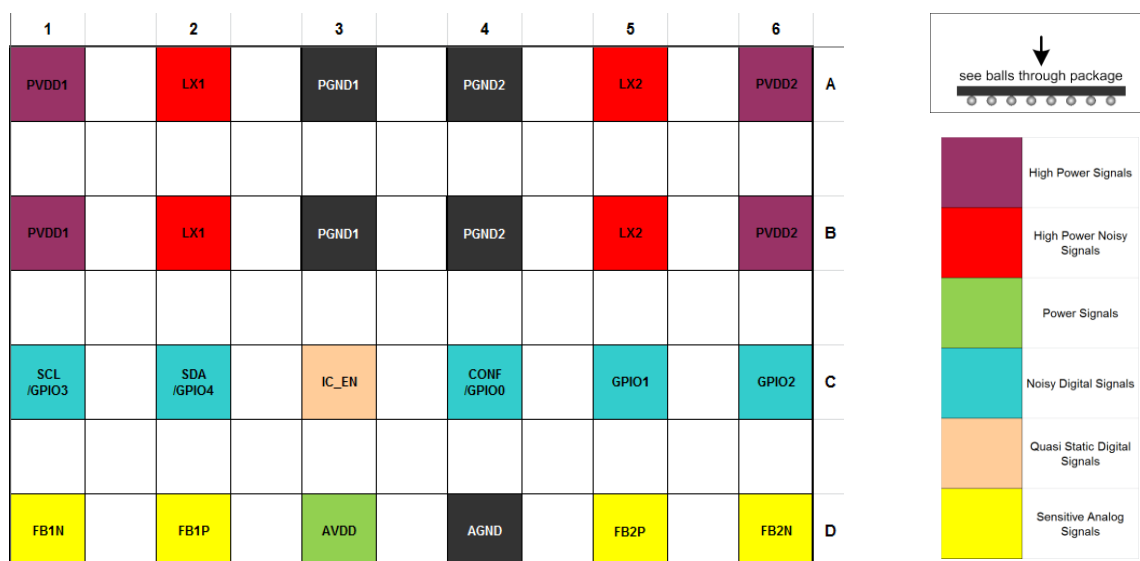 1 2 3 4 5 6
PVDD1 LX1 PGND1 PGND2 LX2 PVDD2 A
PVDD1 LX1 PGND1 PGND2 LX2 PVDD2 B
SCL SDA IC_EN CONF GPIO1 GPIO2 C
/GPIO3 /GPIO4 /GPIO0
FB1N FB1P AVDD AGND FB2P FB2N D
see balls through package
High Power Signals
High Power Noisy
Signals
Power Signals
Noisy Digital Signals
Quasi Static Digital
Signals
Sensitive Analog
Signals